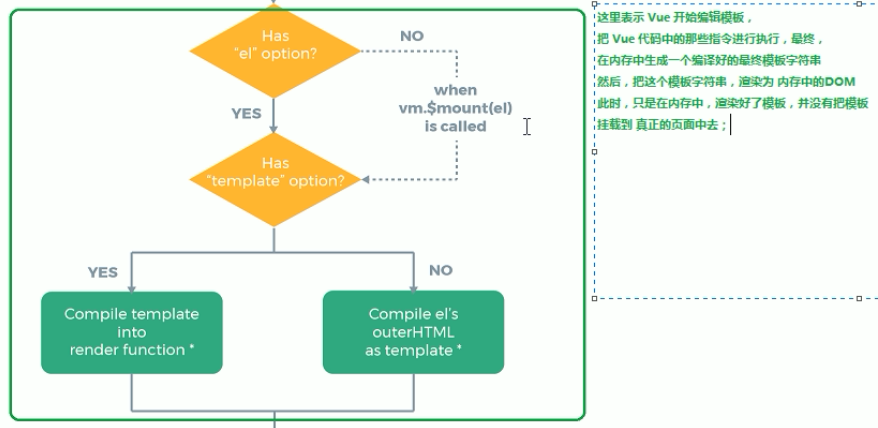 Has
"el" option?
NO
when
vm.$mount(el)
is called
YES
Has
"template" option?
YES
NO
Compile template
into
render function *
Compile el's
outerHTML
as template *
这里表示 Vue 开始编辑模板，
把 Vue 代码中的那些指令进行执行，最终，
在内存中生成一个编译好的最终模板字符串
然后，把这个模板字符串，渲染为 内存中的DOM
此时，只是在内存中，渲染好了模板，并没有把模板
挂载到 真正的页面中去；